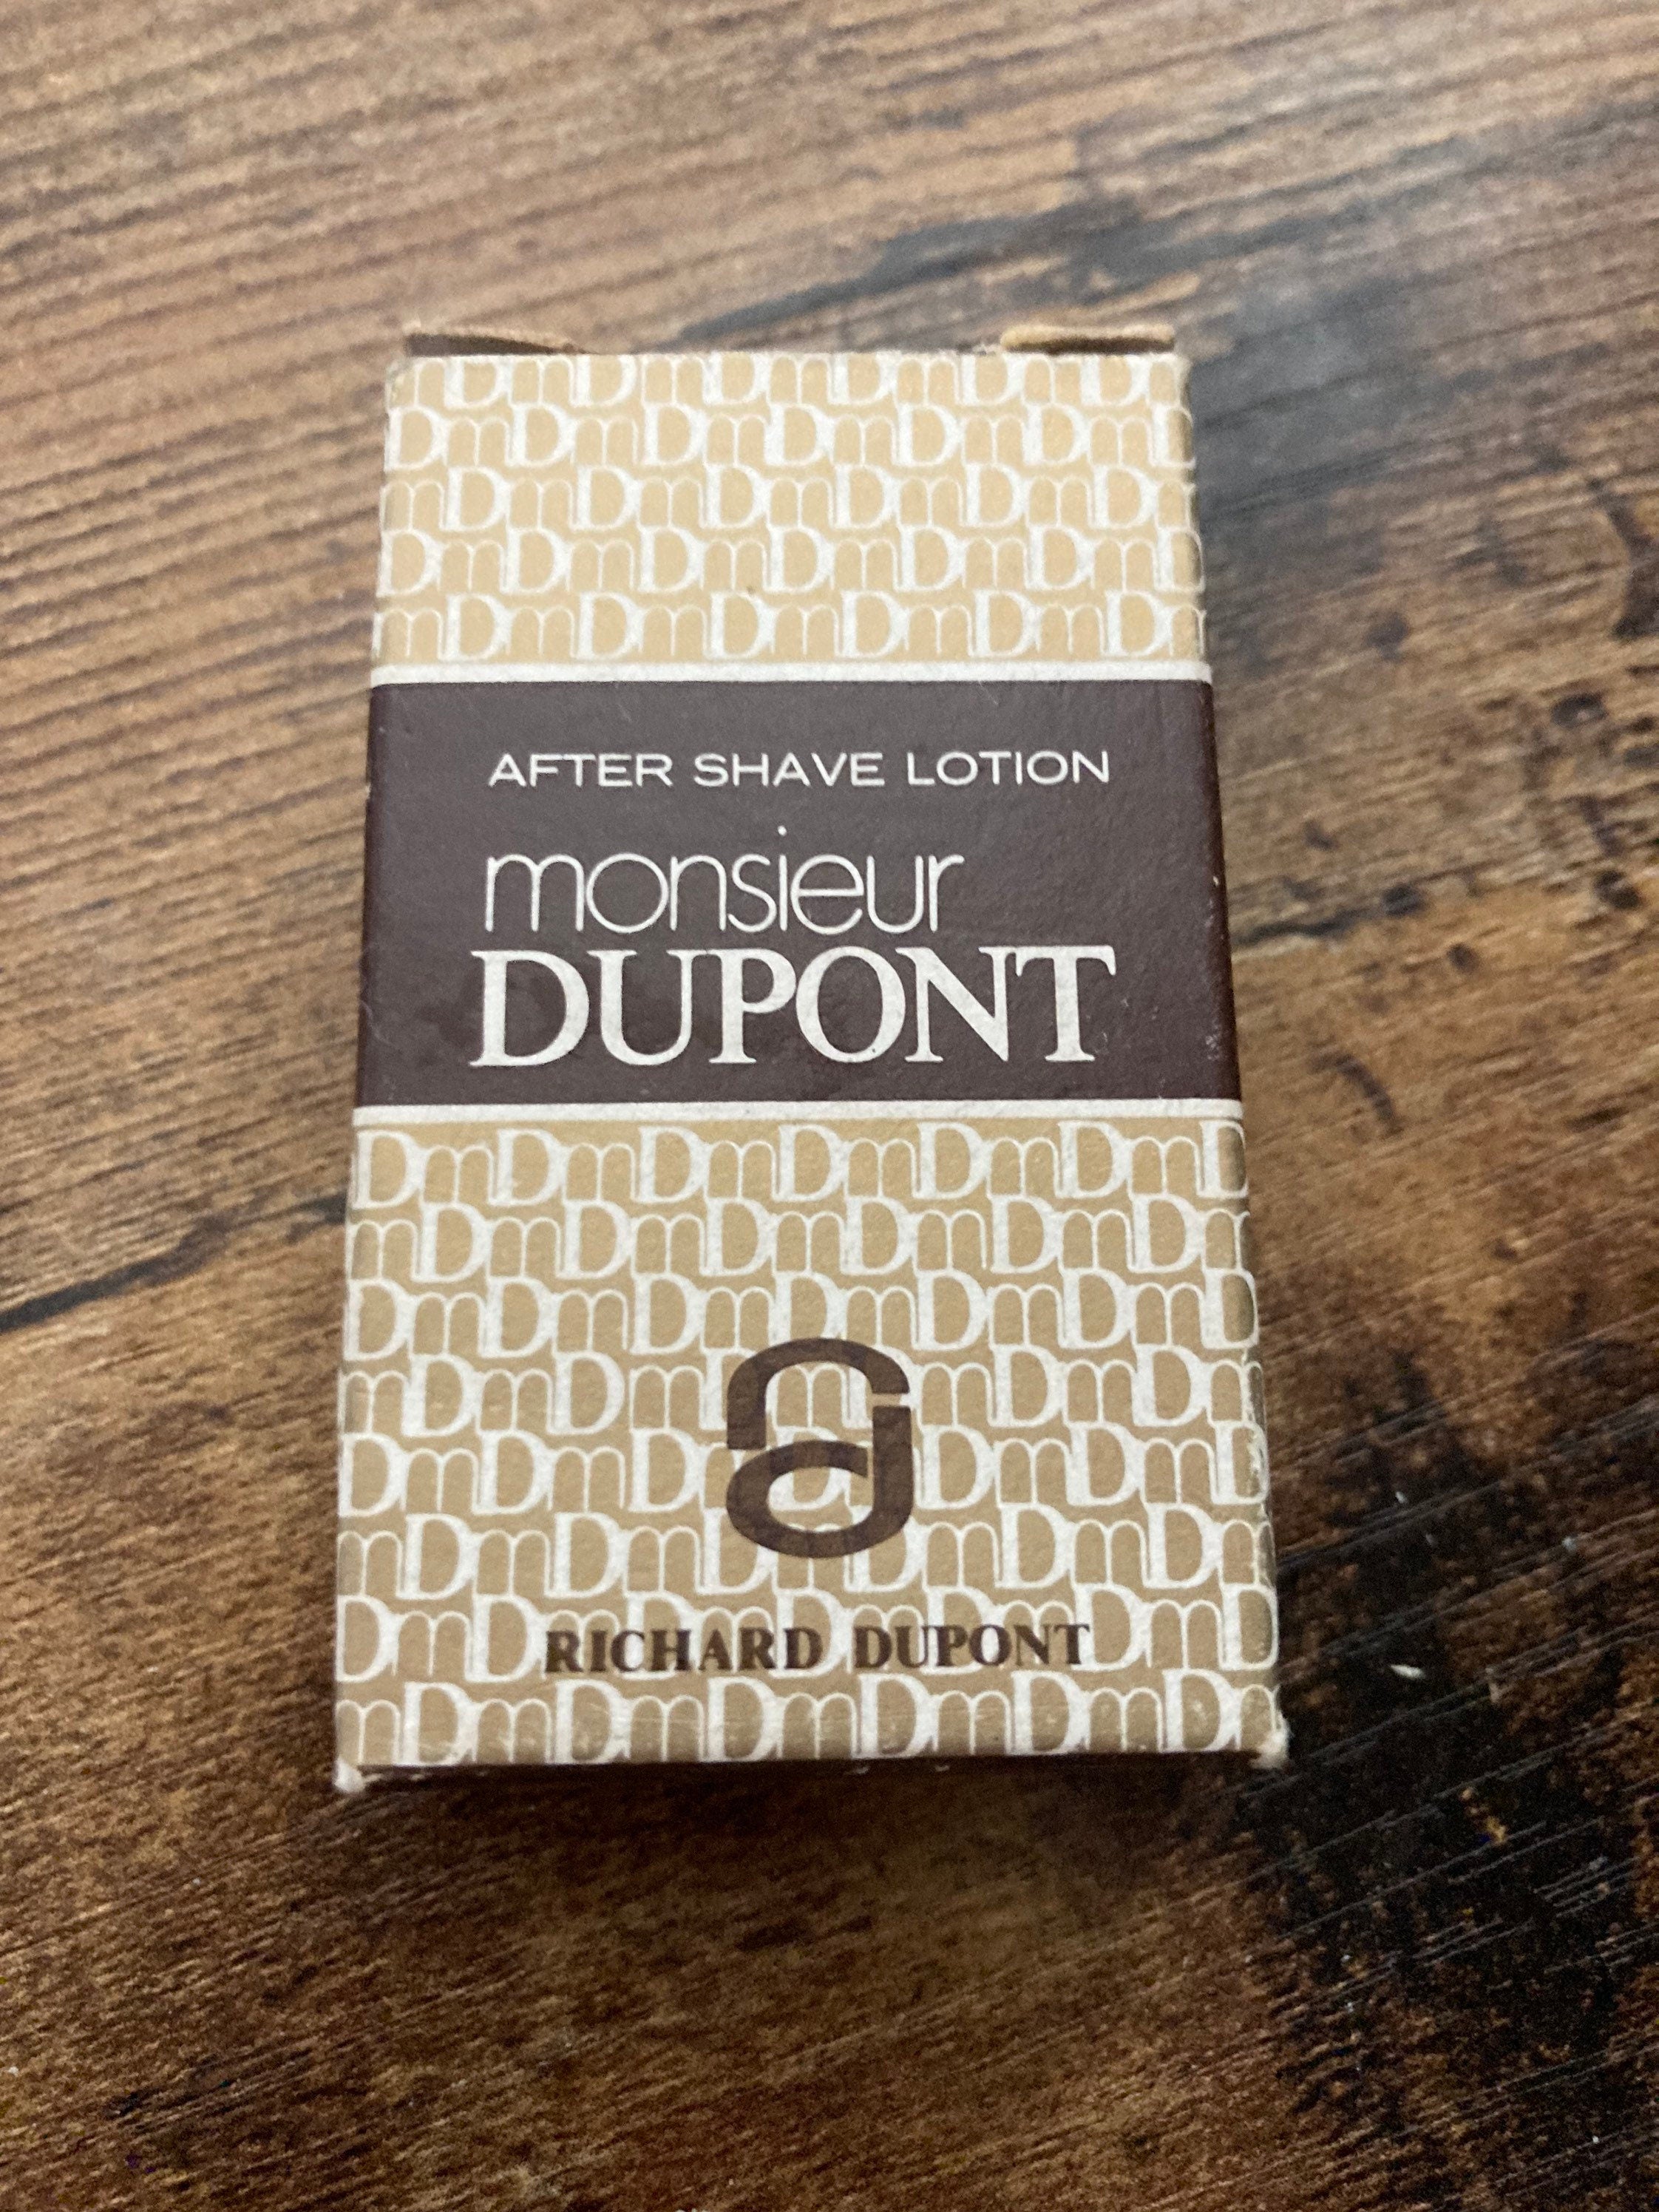 AFTER SHAVE LOTION
monsieur
DUPONT
RICHARD DUPONT